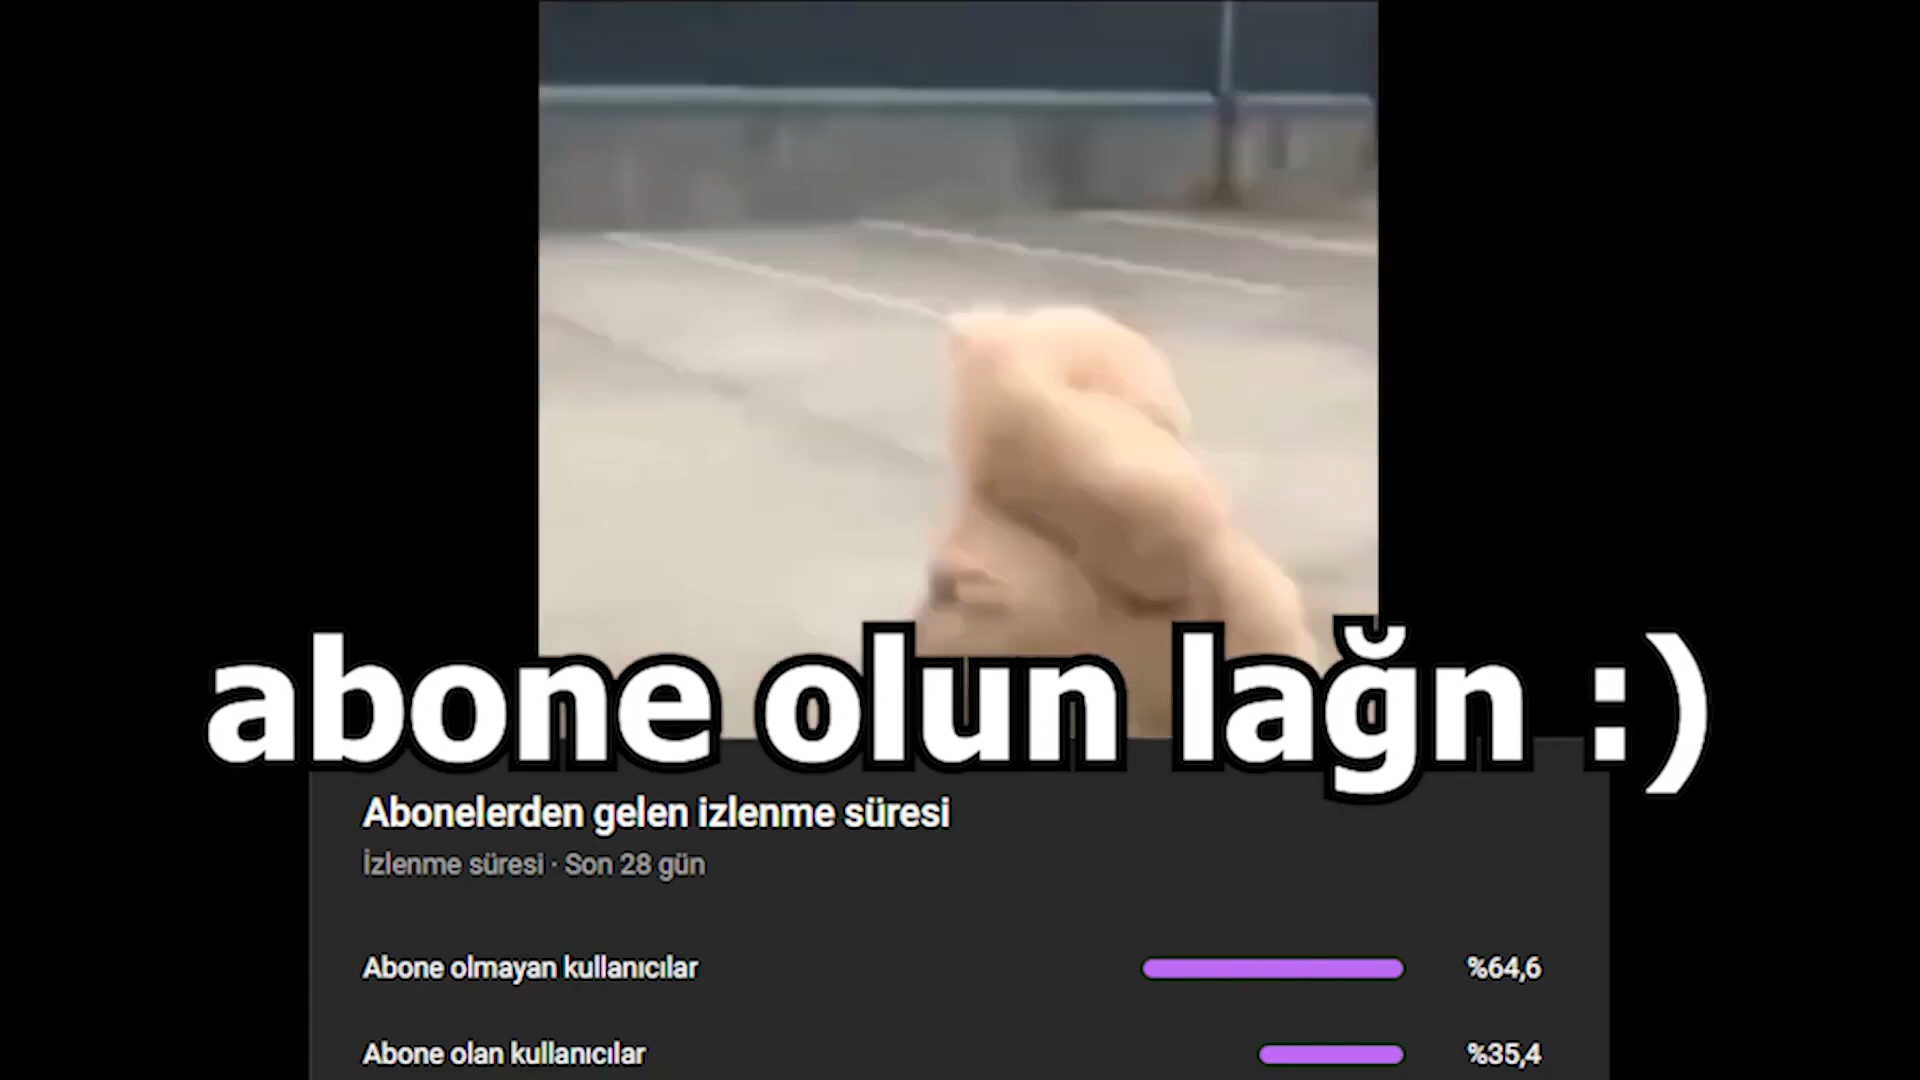 abone olun lağn :)
Abonelerden gelen izlenme süresi
İzlenme süresi · Son 28 gün
Abone olmayan kullanıcılar %64,6
Abone olan kullanıcılar %35,4